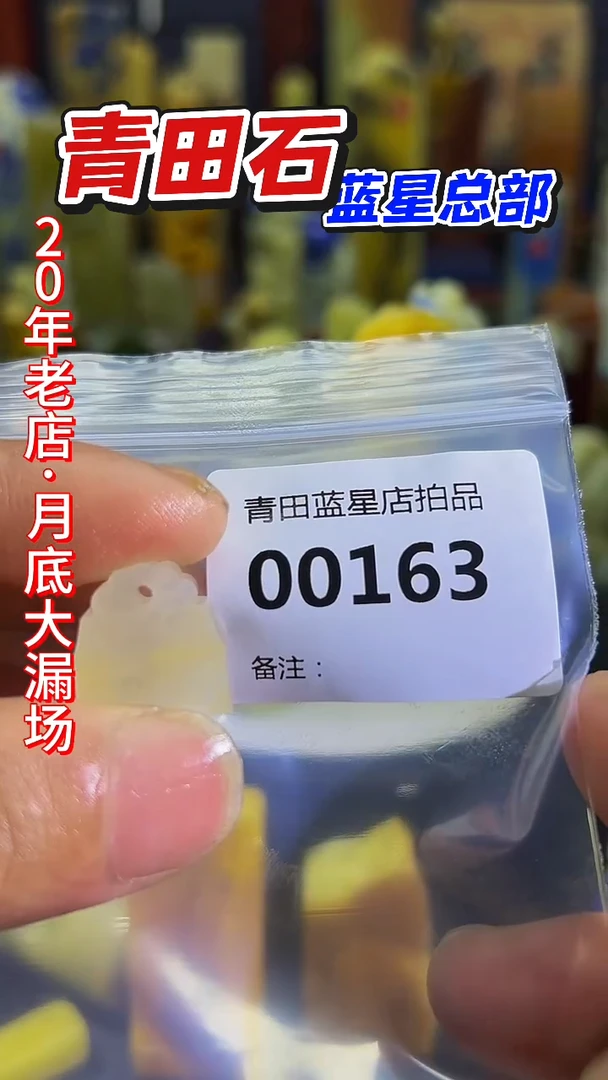 青田石
蓝星总部
20年老店·月底大漏场
青田蓝星店拍品
00163
备注：